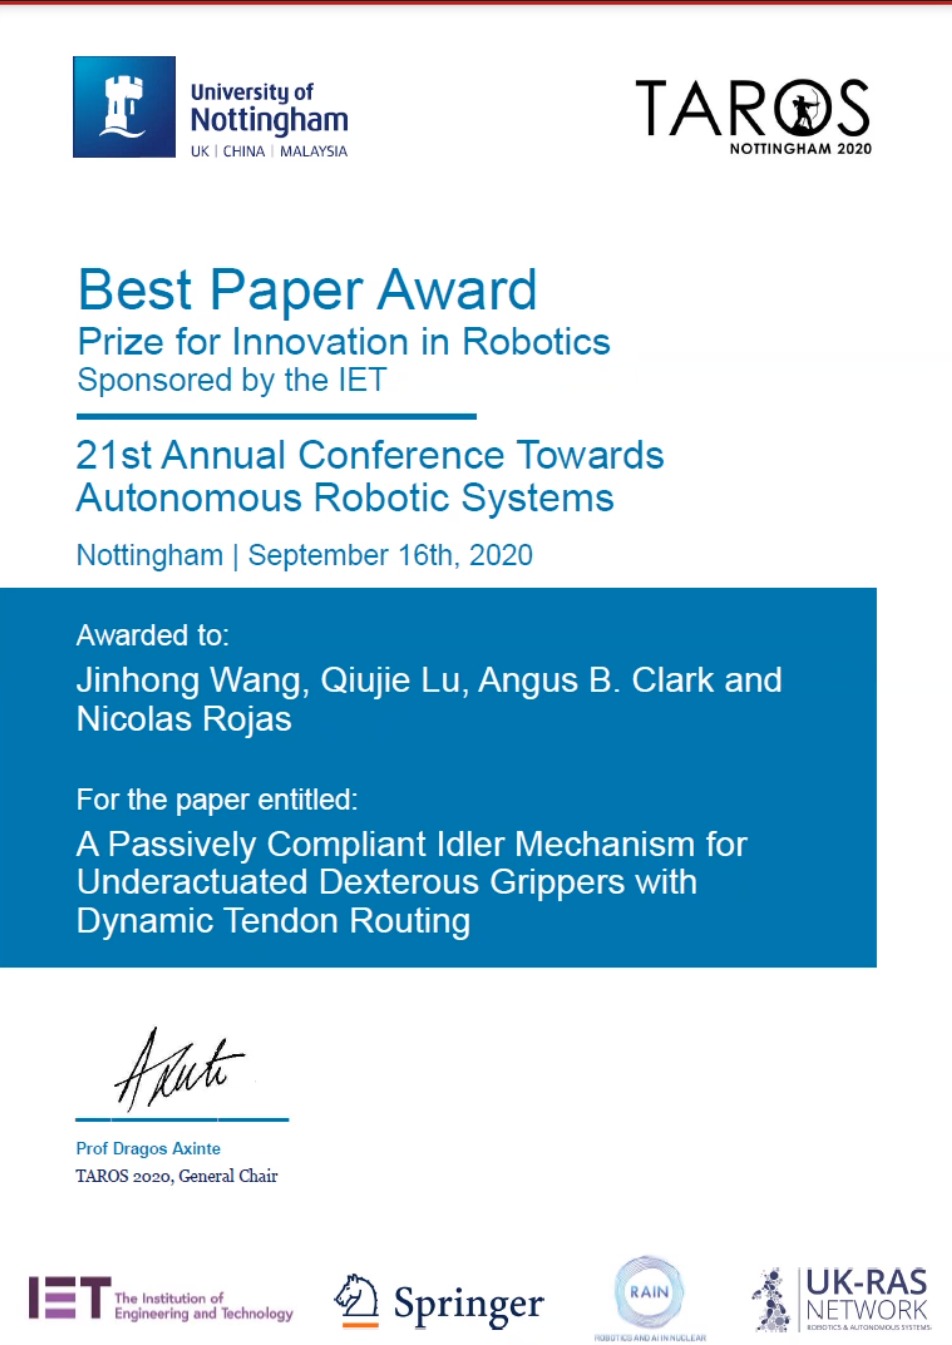 University of
Nottingham
UK | CHINA | MALAYSIA
TAROS
NOTTINGHAM 2020
Best Paper Award
Prize for Innovation in Robotics
Sponsored by the IET
21st Annual Conference Towards
Autonomous Robotic Systems
Nottingham | September 16th, 2020
Awarded to:
Jinhong Wang, Qiujie Lu, Angus B. Clark and
Nicolas Rojas
For the paper entitled:
A Passively Compliant Idler Mechanism for
Underactuated Dexterous Grippers with
Dynamic Tendon Routing
Axinte
Prof Dragos Axinte
TAROS 2020, General Chair
IET
The Institution of
Engineering and Technology
Springer
RAIN
ROBOTICS AND AI IN NUCLEAR
UK-RAS
NETWORK
ROBOTICS & AUTONOMOUS SYSTEMS